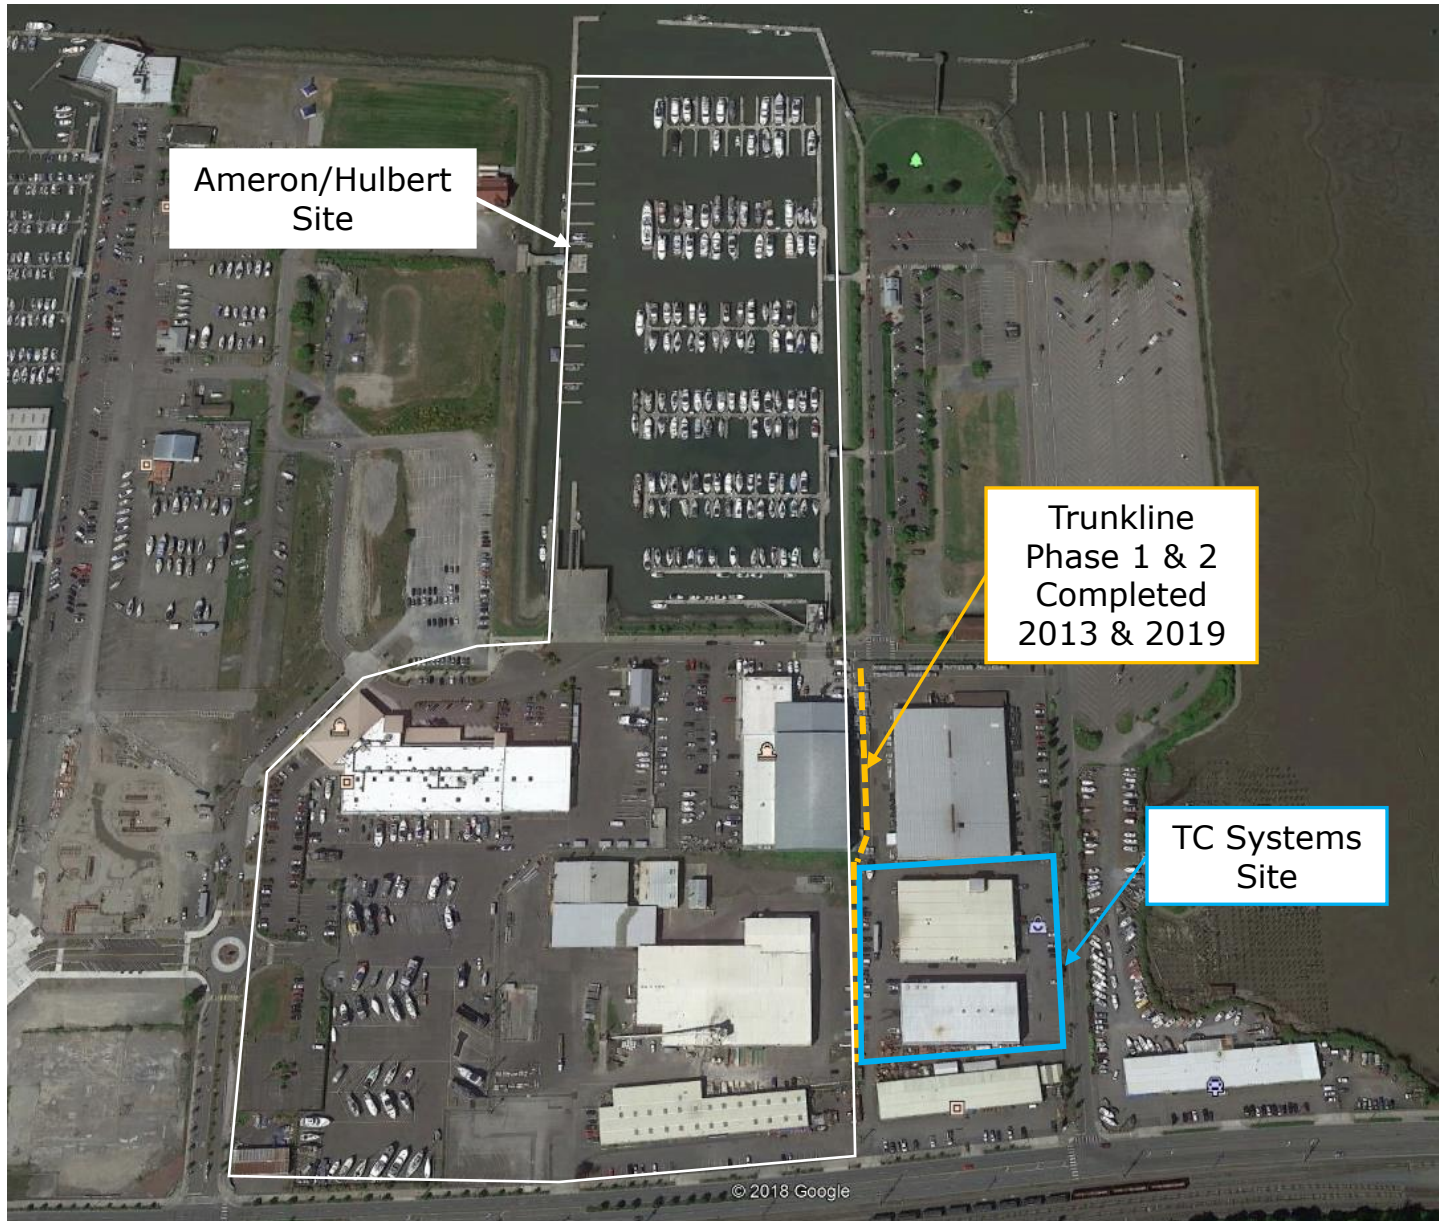 Ameron/Hulbert
Site
Trunkline
Phase 1 & 2
Completed
2013 & 2019
TC Systems
Site
© 2018 Google